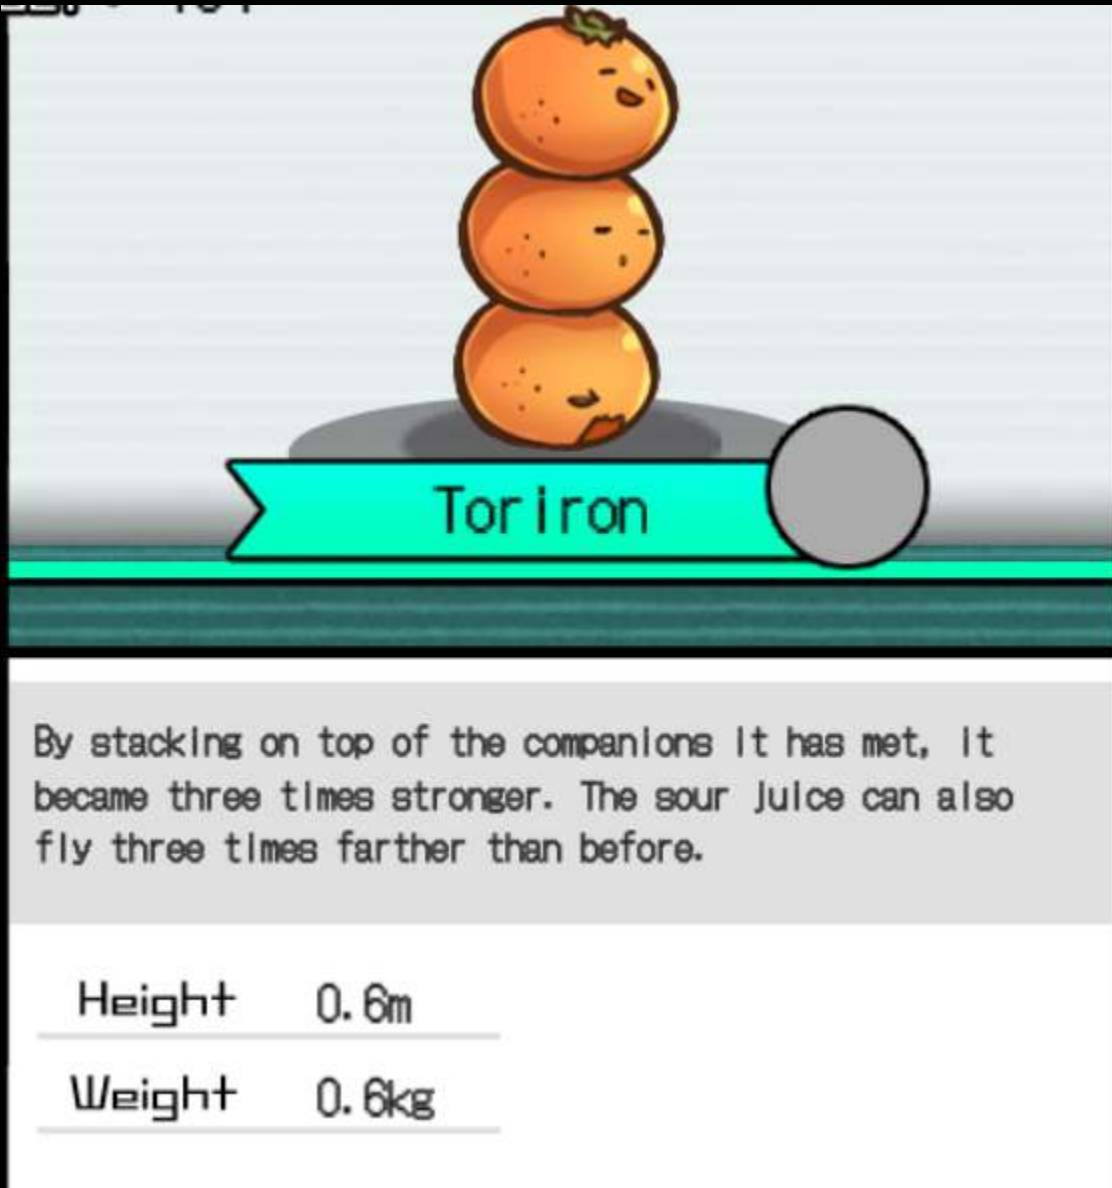 Toriron
By stacking on top of the companions it has met, it
became three times stronger. The sour juice can also
fly three times farther than before.
Height 0.6m
Weight 0.6kg